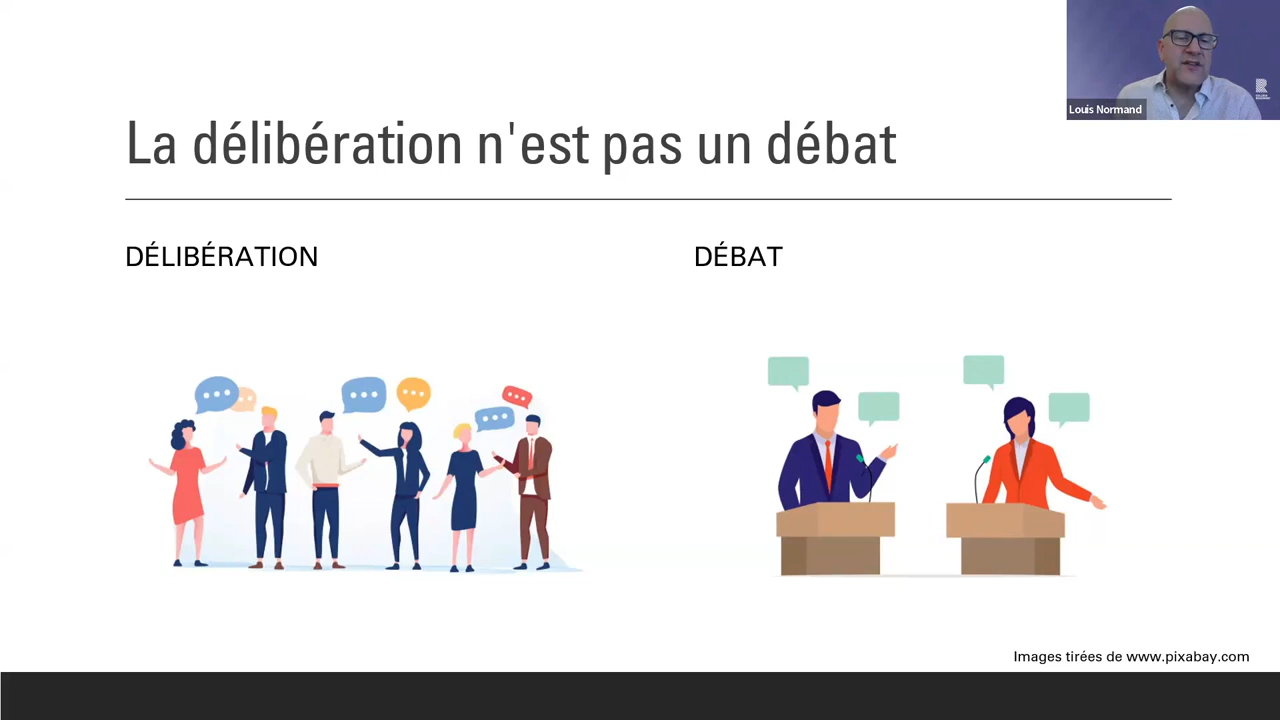 Louis Normand
La délibération n'est pas un débat
DÉLIBÉRATION
DÉBAT
Images tirées de www.pixabay.com